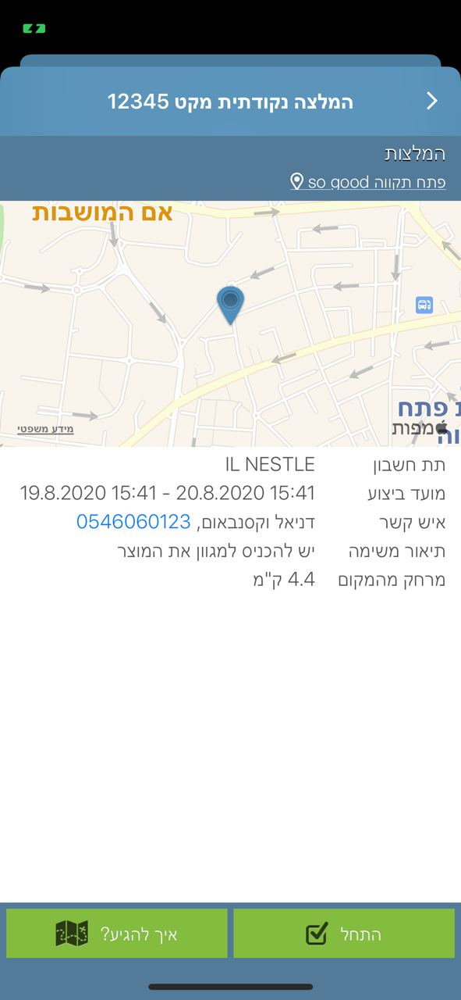 המלצה נקודתית מקט 12345
המלצות
פתח תקווה so good
אם המושבות
ת פתח
וה
מפות
מידע משפטי
תת חשבון IL NESTLE
מועד ביצוע 19.8.2020 15:41 - 20.8.2020 15:41
איש קשר דניאל וקסנבאום, 0546060123
תיאור משימה יש להכניס למגוון את המוצר
מרחק מהמקום 4.4 ק"מ
התחל
איך להגיע?